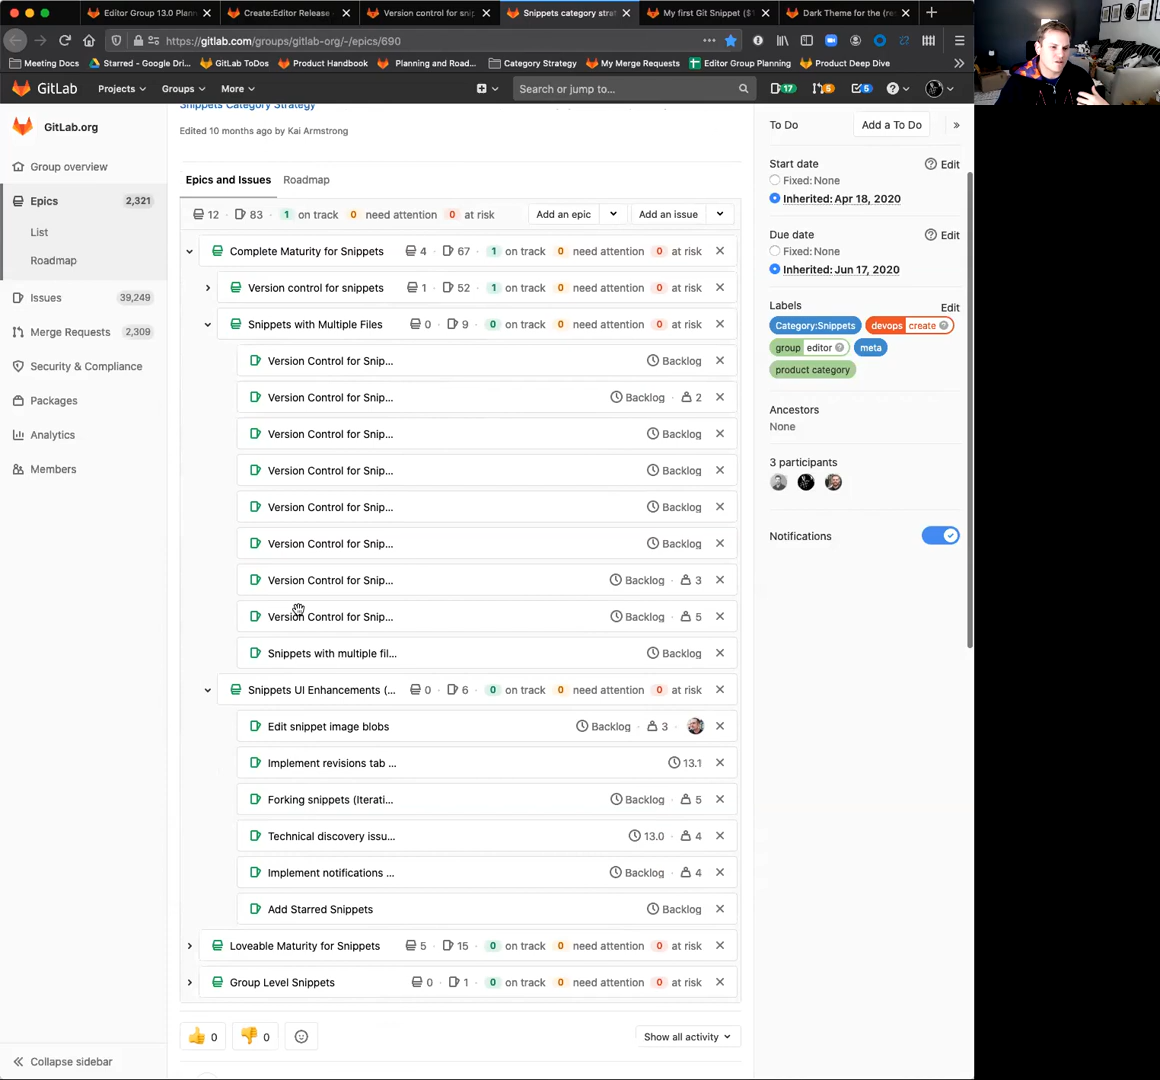 Editor Group 13.0 Plann
Create:Editor Release -
Version control for snip
Snippets category strat
My first Git Snippet ($1
Dark Theme for the (res
https://gitlab.com/groups/gitlab-org/-/epics/690
Meeting Docs
Starred - Google Dri...
GitLab ToDos
Product Handbook
Planning and Road...
Category Strategy
My Merge Requests
Editor Group Planning
Product Deep Dive
GitLab
Projects
Groups
More
Search or jump to...
17
5
5
GitLab.org
Group overview
Epics 2,321
List
Roadmap
Issues 39,249
Merge Requests 2,309
Security & Compliance
Packages
Analytics
Members
Collapse sidebar
Snippets Category Strategy
Edited 10 months ago by Kai Armstrong
Epics and Issues Roadmap
12 · 83 1 on track 0 need attention 0 at risk Add an epic Add an issue
Complete Maturity for Snippets 4 · 67 1 on track 0 need attention 0 at risk
Version control for snippets 1 · 52 1 on track 0 need attention 0 at risk
Snippets with Multiple Files 0 · 9 0 on track 0 need attention 0 at risk
Version Control for Snip... Backlog
Version Control for Snip... Backlog · 2
Version Control for Snip... Backlog
Version Control for Snip... Backlog
Version Control for Snip... Backlog
Version Control for Snip... Backlog
Version Control for Snip... Backlog · 3
Version Control for Snip... Backlog · 5
Snippets with multiple fil... Backlog
Snippets UI Enhancements (... 0 · 6 0 on track 0 need attention 0 at risk
Edit snippet image blobs Backlog · 3
Implement revisions tab ... 13.1
Forking snippets (Iterati... Backlog · 5
Technical discovery issu... 13.0 · 4
Implement notifications ... Backlog · 4
Add Starred Snippets Backlog
Loveable Maturity for Snippets 5 · 15 0 on track 0 need attention 0 at risk
Group Level Snippets 0 · 1 0 on track 0 need attention 0 at risk
👍 0 👎 0
Show all activity
To Do Add a To Do
Start date Edit
Fixed: None
Inherited: Apr 18, 2020
Due date Edit
Fixed: None
Inherited: Jun 17, 2020
Labels Edit
Category:Snippets devops create
group editor meta
product category
Ancestors
None
3 participants
Notifications